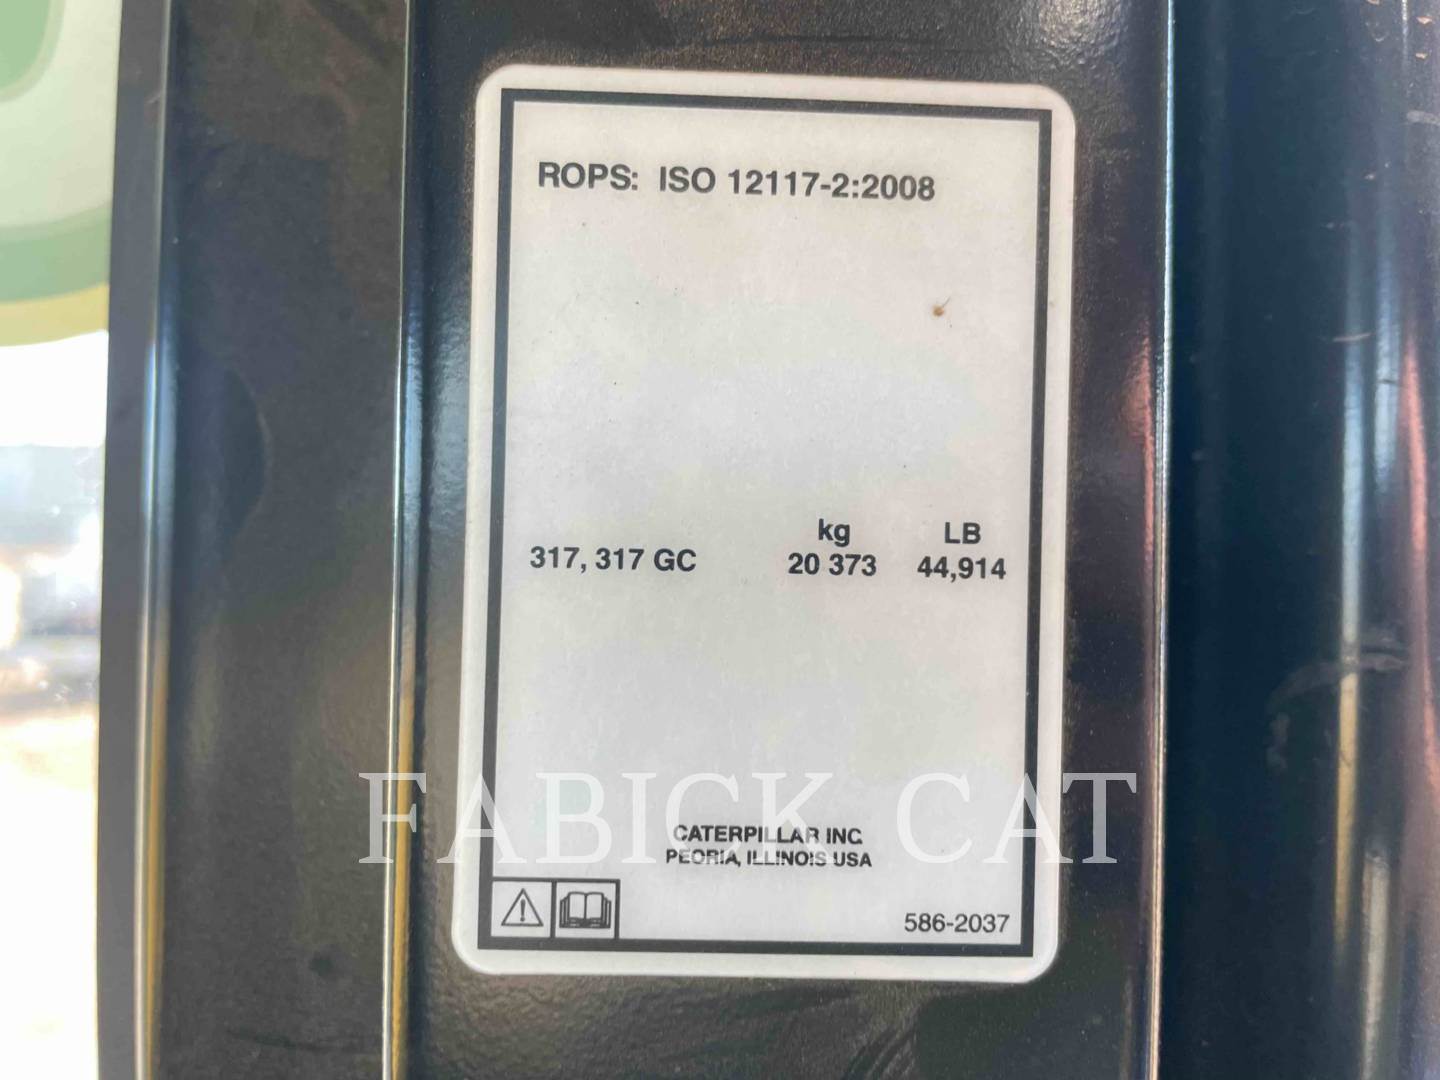 ROPS: ISO 12117-2:2008
kg LB
317, 317 GC 20 373 44,914
FABICK CAT
CATERPILLAR INC
PEORIA, ILLINOIS USA
586-2037